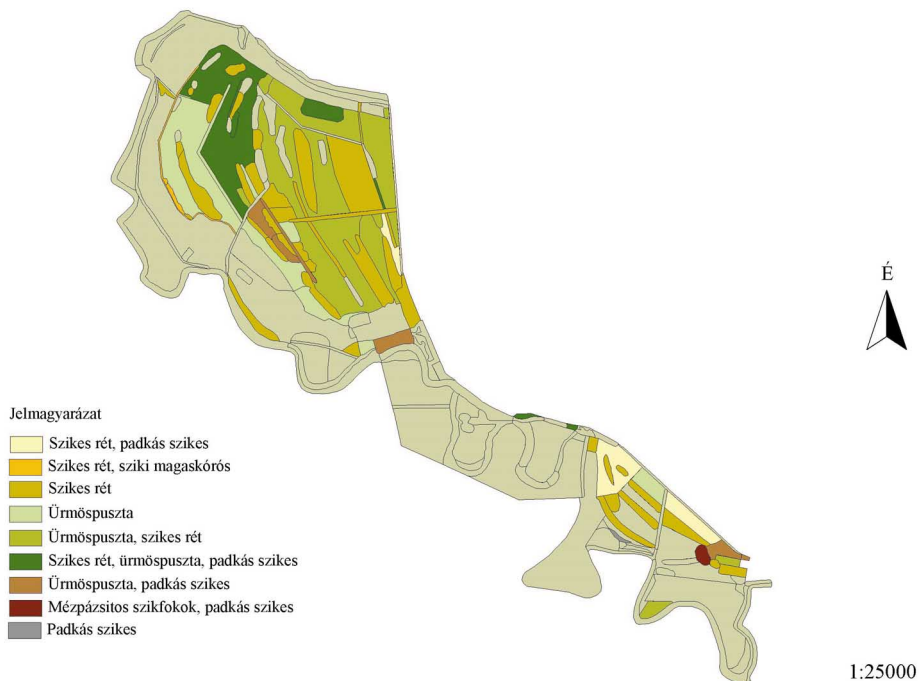 É
Jelmagyarázat
Szikes rét, padkás szikes
Szikes rét, sziki magaskórós
Szikes rét
Ürmöspuszta
Ürmöspuszta, szikes rét
Szikes rét, ürmöspuszta, padkás szikes
Ürmöspuszta, padkás szikes
Mézpázsitos szikfokok, padkás szikes
Padkás szikes
1:25000